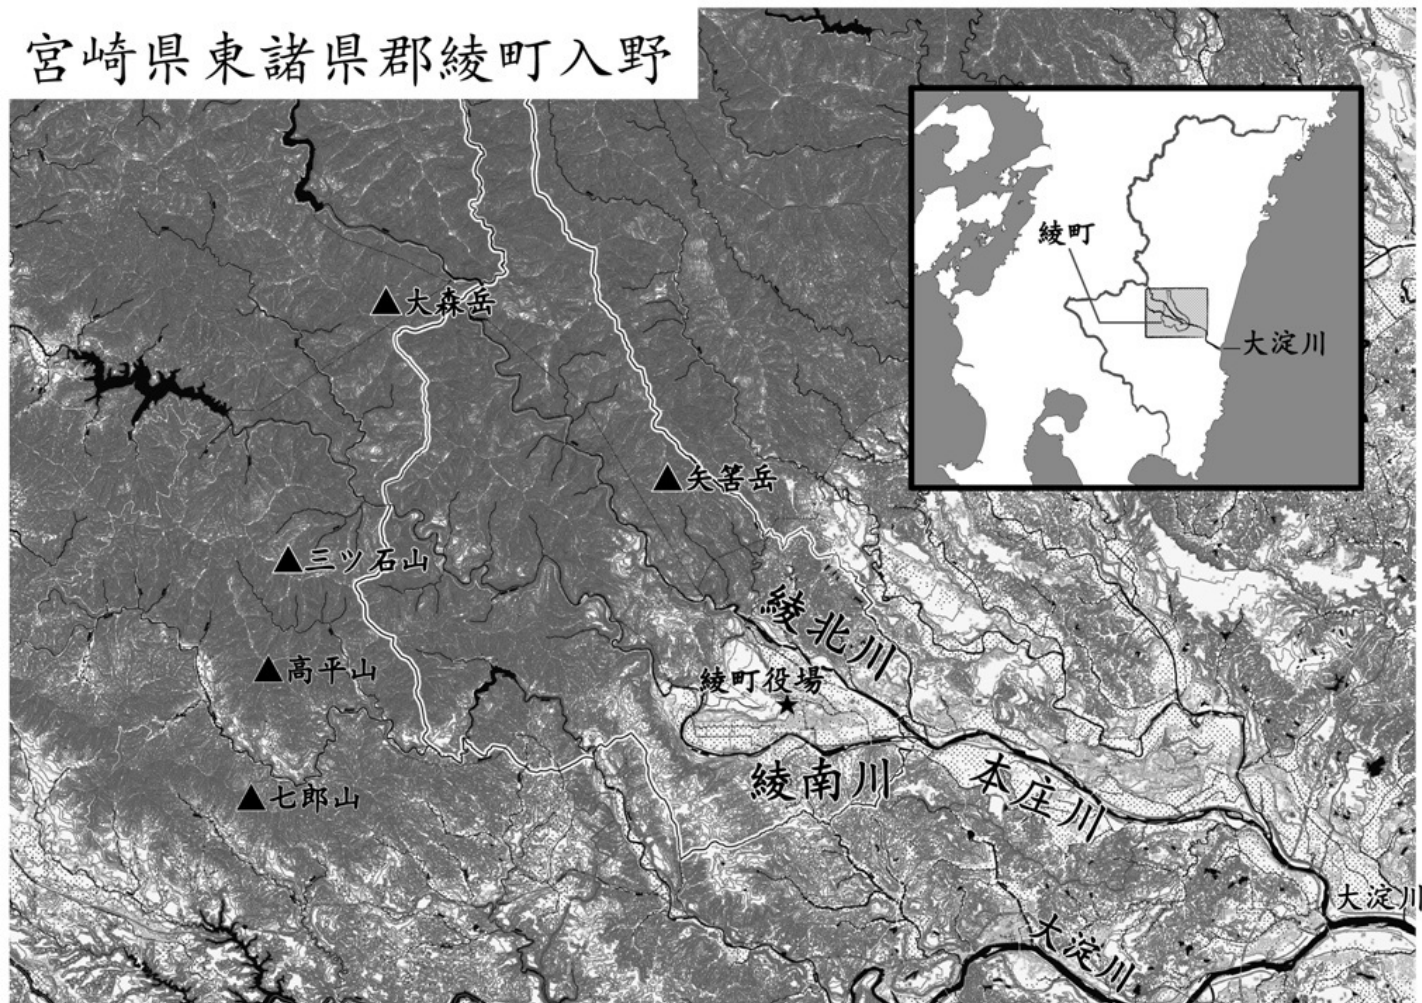 宮崎県東諸県郡綾町入野
綾町
大淀川
大森岳
矢筈岳
三ツ石山
綾北川
高平山
綾町役場
綾南川
本庄川
七郎山
大淀川
大淀川